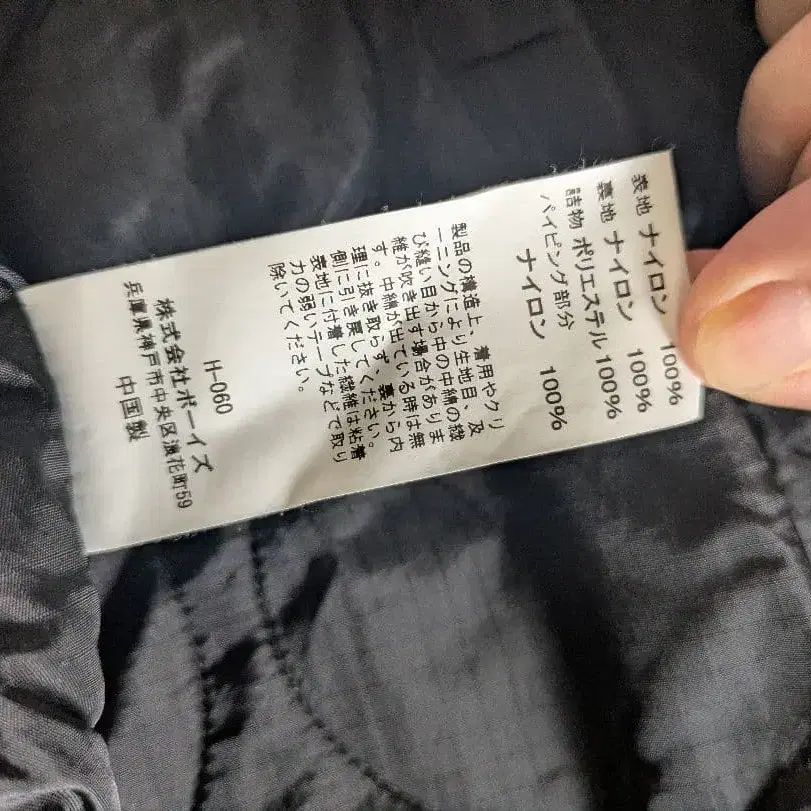 表地 ナイロン 100%
裏地 ナイロン 100%
詰物 ポリエステル 100%
パイピング部分
ナイロン 100%
製品の構造上、着用やクリ
ーニングにより生地目、及
び縫い目から中の中綿の繊
維が吹き出す場合がありま
す。中綿が出ている時は無
理に抜き取らず、裏から内
側に引き戻してください。
表地に付着した繊維は粘着
力の弱いテープなどで取り
除いてください。
H-060
株式会社ボーイズ
兵庫県神戸市中央区浪花町59
中国製